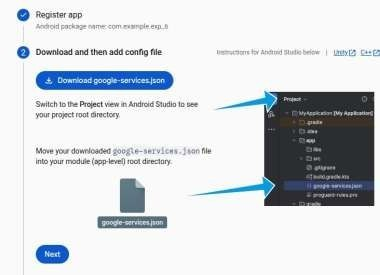 Register app
Android package name: com.example.exp_6
2 Download and then add config file
Instructions for Android Studio below | Unity C++
Download google-services.json
Switch to the Project view in Android Studio to see
your project root directory.
Move your downloaded google-services.json file
into your module (app-level) root directory.
google-services.json
Next
Project
MyApplication [My Application]
.gradle
.idea
app
libs
src
.gitignore
build.gradle.kts
google-services.json
proguard-rules.pro
gradle